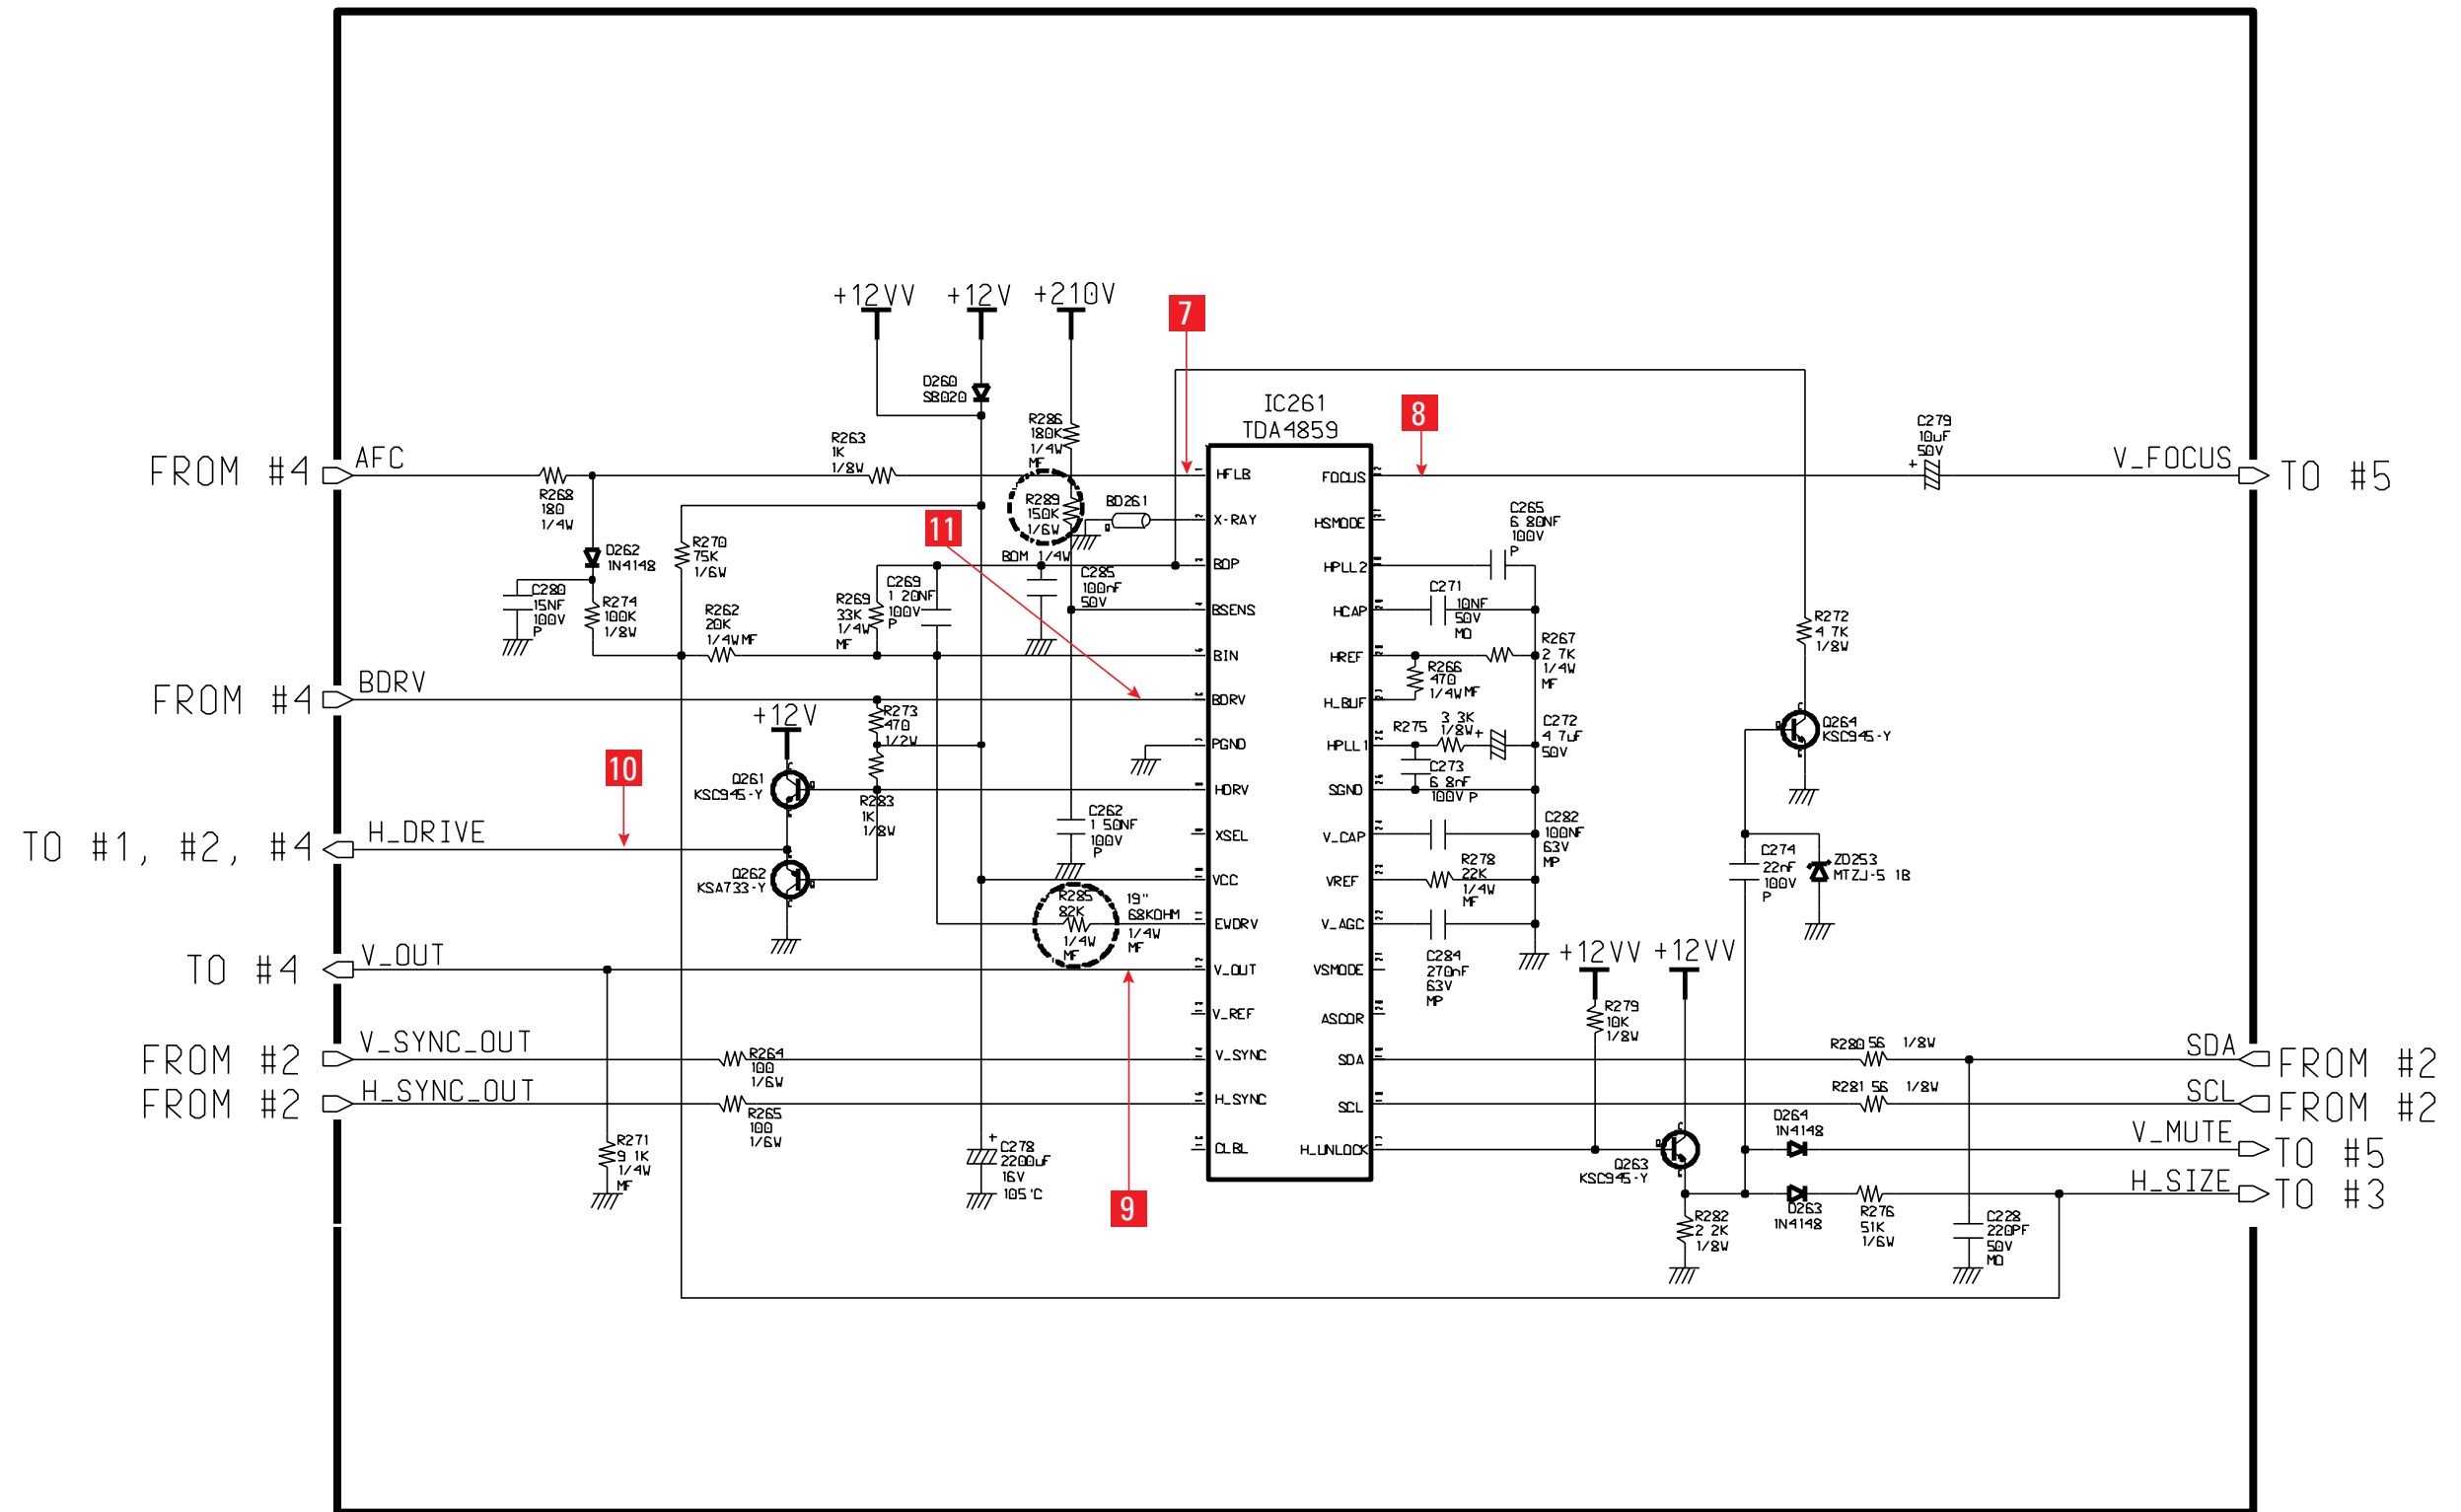 +12VV
+12V
+210V
7
D260
SB020
IC261
TDA4859
8
C279
10uF
50V
+
FROM #4
AFC
R268
180
1/4W
R263
1K
1/8W
R286
180K
1/4W
MF
R289
150K
1/6W
BOM 1/4W
BD261
11
D262
1N4148
C280
15NF
100V
P
R274
100K
1/8W
R270
75K
1/6W
R262
20K
1/4W MF
R269
33K
1/4W
MF
C269
1 20NF
100V
P
C285
100nF
50V
FROM #4
BDRV
+12V
R273
470
1/2W
Q261
KSC945-Y
10
R283
1K
1/8W
TO #1, #2, #4
H_DRIVE
Q262
KSA733-Y
C262
1 50NF
100V
P
R285
82K
1/4W
MF
19"
68KOHM
1/4W
MF
TO #4
V_OUT
FROM #2
V_SYNC_OUT
R264
100
1/6W
FROM #2
H_SYNC_OUT
R265
100
1/6W
R271
9 1K
1/4W
MF
+
C278
2200uF
16V
105'C
9
HFLB
X-RAY
BOP
BSENS
BIN
BDRV
PGND
HDRV
XSEL
VCC
EWDRV
V_OUT
V_REF
V_SYNC
H_SYNC
CLBL
FOCUS
HSMODE
HPLL2
HCAP
HREF
H_BUF
HPLL1
SGND
V_CAP
VREF
V_AGC
VSMODE
ASCOR
SDA
SCL
H_UNLOCK
C265
6 80NF
100V
P
C271
10NF
50V
MO
R267
2 7K
1/4W
MF
R266
470
1/4W MF
R275
3 3K
1/8W
+
C272
4 7uF
50V
C273
6 8nF
100V P
C282
100NF
63V
MP
R278
22K
1/4W
MF
C284
270nF
63V
MP
R272
4 7K
1/8W
Q264
KSC945-Y
C274
22nF
100V
P
ZD253
MTZJ-5 1B
+12VV
+12VV
R279
10K
1/8W
Q263
KSC945-Y
R282
2 2K
1/8W
R280 56 1/8W
R281 56 1/8W
D264
1N4148
D263
1N4148
R276
51K
1/6W
C228
220PF
50V
MO
V_FOCUS
TO #5
SDA
FROM #2
SCL
FROM #2
V_MUTE
TO #5
H_SIZE
TO #3